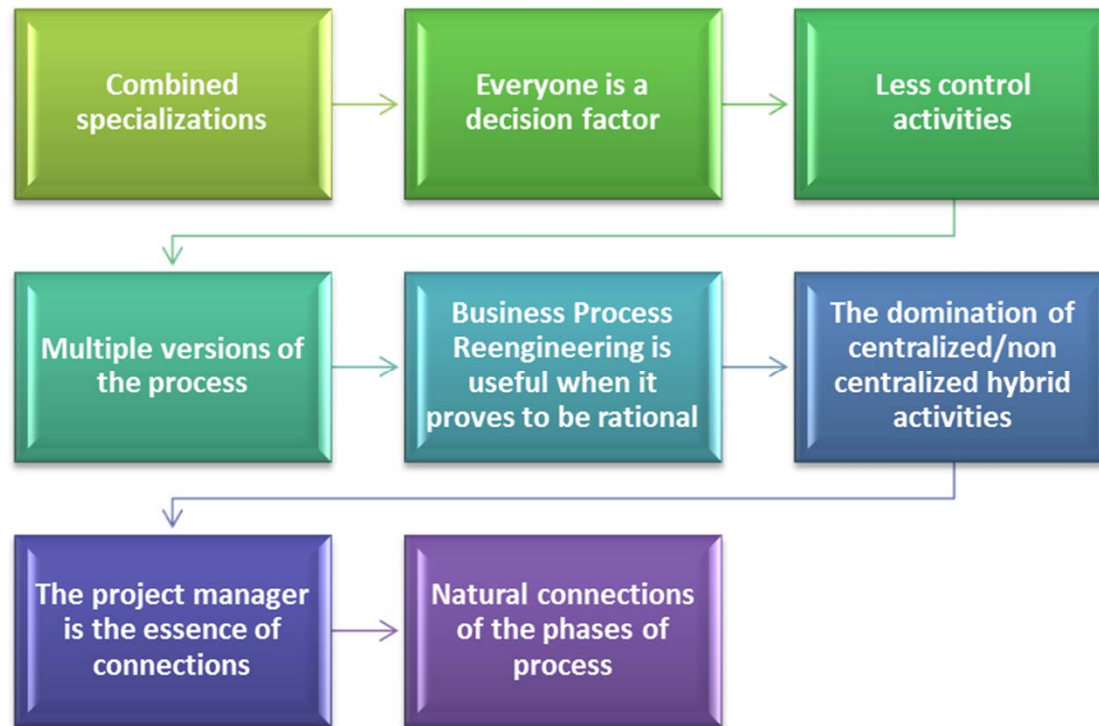 Combined
specializations
Everyone is a
decision factor
Less control
activities
Multiple versions of
the process
Business Process
Reengineering is
useful when it
proves to be rational
The domination of
centralized/non
centralized hybrid
activities
The project manager
is the essence of
connections
Natural connections
of the phases of
process